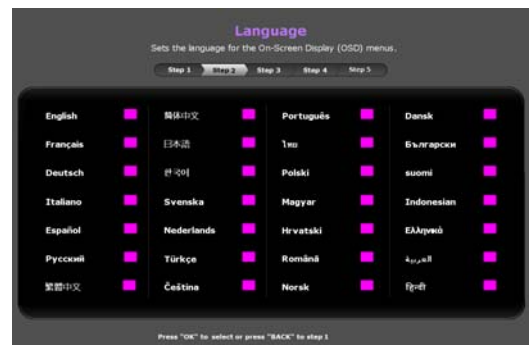 Language
Sets the language for the On-Screen Display (OSD) menus.
Step 1 Step 2 Step 3 Step 4 Step 5
English 简体中文 Português Dansk
Français 日本語 ไทย Български
Deutsch 한국어 Polski suomi
Italiano Svenska Magyar Indonesian
Español Nederlands Hrvatski Ελληνικά
Русский Türkçe Română العربية
繁體中文 Čeština Norsk हिन्दी
Press "OK" to select or press "BACK" to step 1